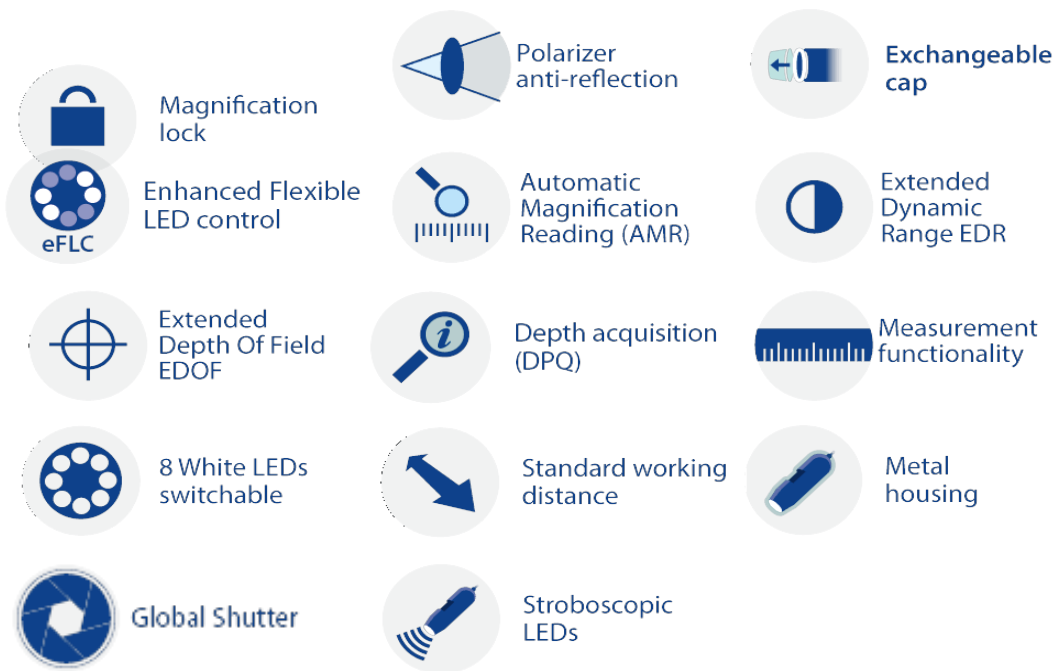 Polarizer
anti-reflection
Exchangeable
cap
Magnification
lock
Enhanced Flexible
LED control
eFLC
Automatic
Magnification
Reading (AMR)
Extended
Dynamic
Range EDR
Extended
Depth Of Field
EDOF
i
Depth acquisition
(DPQ)
Measurement
functionality
8 White LEDs
switchable
Standard working
distance
Metal
housing
Global Shutter
Stroboscopic
LEDs